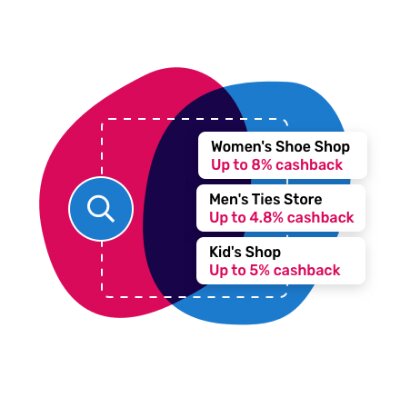 Women's Shoe Shop
Up to 8% cashback
Men's Ties Store
Up to 4.8% cashback
Kid's Shop
Up to 5% cashback